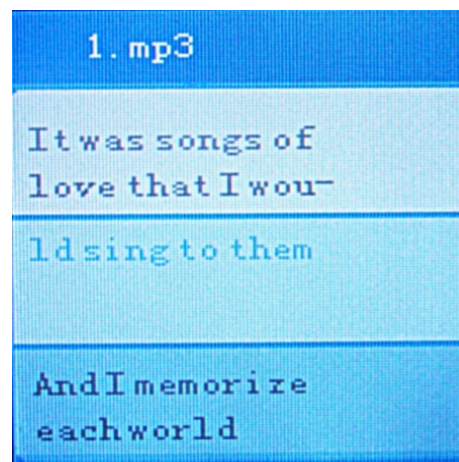 1.mp3
It was songs of
love that I wou-
ld sing to them
And I memorize
each world